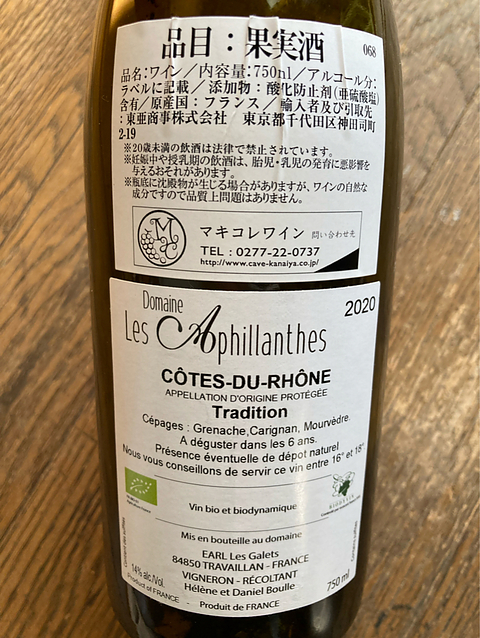 品目：果実酒 068
品名：ワイン／内容量：750ml／アルコール分：
ラベルに記載／添加物：酸化防止剤（亜硫酸塩）
含有／原産国：フランス／輸入者及び引取先
：東亜商事株式会社 東京都千代田区神田司町
2-19
※20歳未満の飲酒は法律で禁止されています。
※妊娠中や授乳期の飲酒は、胎児・乳児の発育に悪影響を
与えるおそれがあります。
※瓶底に沈殿物が生じる場合がありますが、ワインの自然な
成分ですので品質上問題はありません。
マキコレワイン 問い合わせ先
TEL：0277-22-0737
http://www.cave-kanaiya.co.jp/
Domaine 2020
Les Aphillanthes
CÔTES-DU-RHÔNE
APPELLATION D'ORIGINE PROTÉGÉE
Tradition
Cépages : Grenache,Carignan, Mourvèdre.
A déguster dans les 6 ans.
Présence éventuelle de dépot naturel
Nous vous conseillons de servir ce vin entre 16° et 18°.
BIODYVIN
Vin bio et biodynamique
Mis en bouteille au domaine
EARL Les Galets
84850 TRAVAILLAN - FRANCE
VIGNERON - RÉCOLTANT
Hélène et Daniel Boulle
14% alc./Vol. 750 ml
Product of FRANCE - Produit de FRANCE